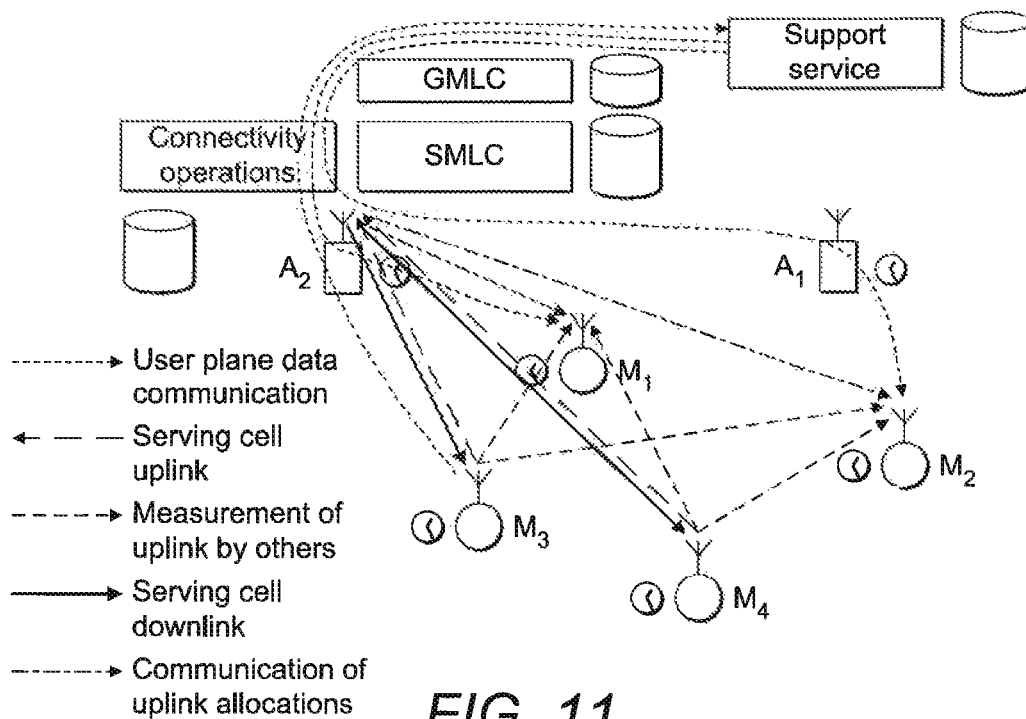 Support
service
GMLC
Connectivity
operations
SMLC
A2
A1
M1
M2
M3
M4
User plane data
communication
Serving cell
uplink
Measurement of
uplink by others
Serving cell
downlink
Communication of
uplink allocations
FIG. 11